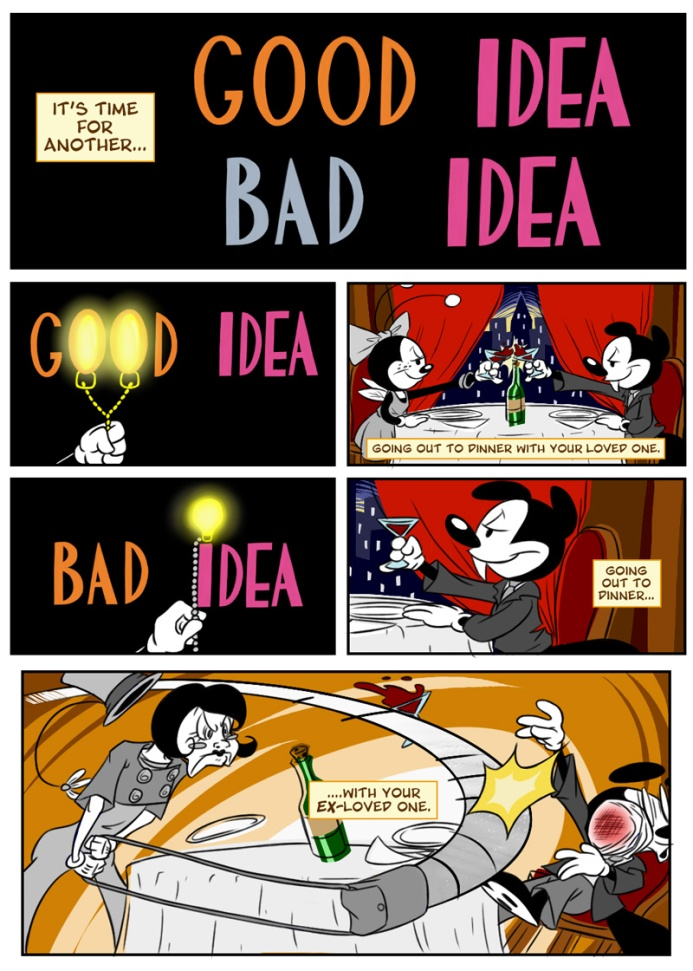 IT'S TIME
FOR
ANOTHER...
GOOD IDEA
BAD IDEA
GOOD IDEA
GOING OUT TO DINNER WITH YOUR LOVED ONE.
BAD IDEA
GOING
OUT TO
DINNER...
....WITH YOUR
EX-LOVED ONE.